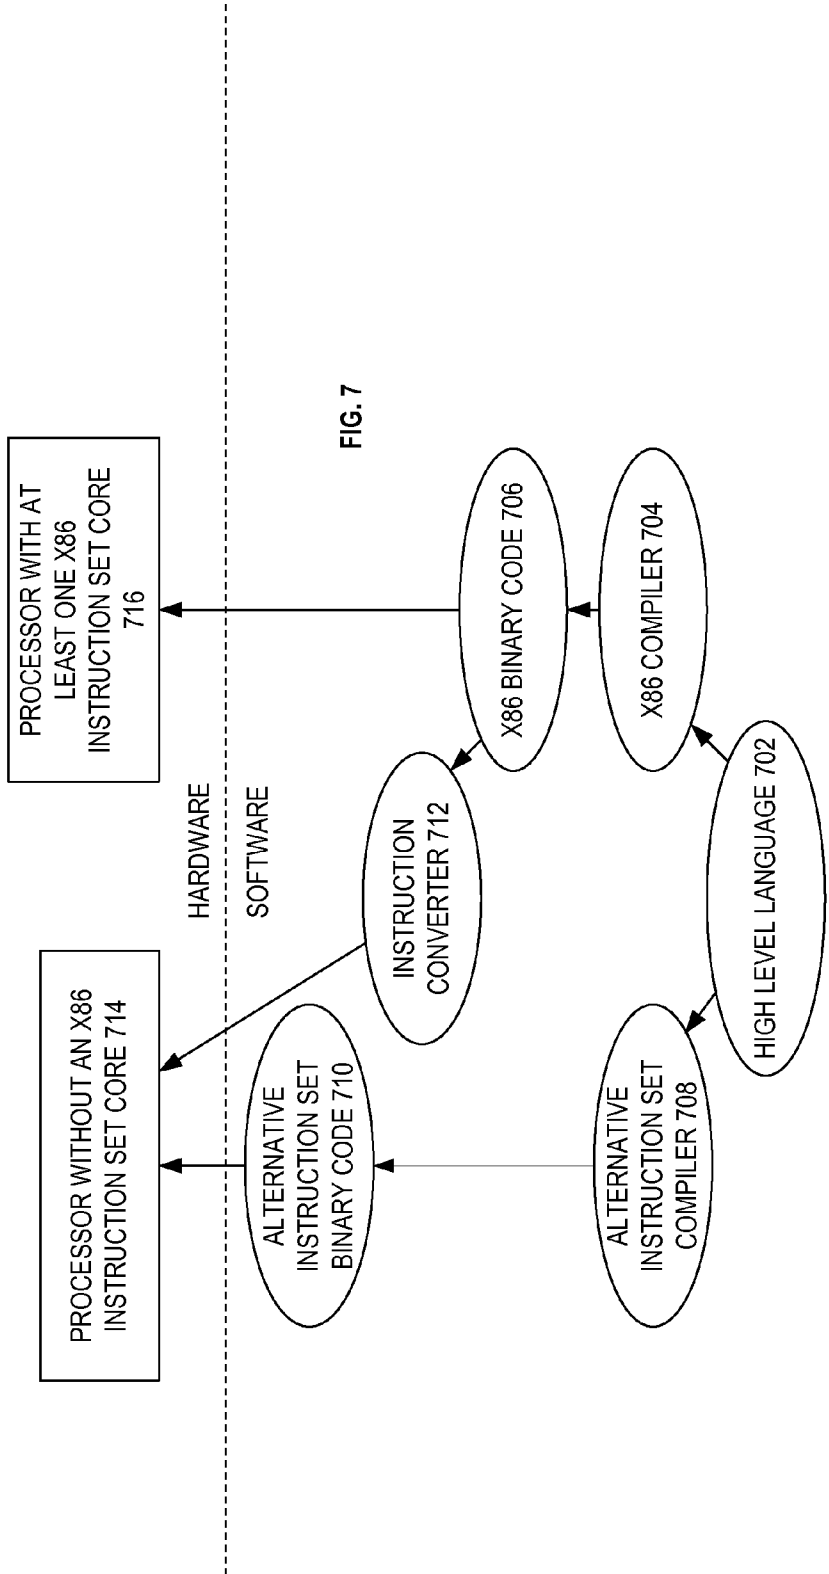 PROCESSOR WITHOUT AN X86
INSTRUCTION SET CORE 714
PROCESSOR WITH AT
LEAST ONE X86
INSTRUCTION SET CORE
716
HARDWARE
SOFTWARE
ALTERNATIVE
INSTRUCTION SET
BINARY CODE 710
INSTRUCTION
CONVERTER 712
FIG. 7
X86 BINARY CODE 706
ALTERNATIVE
INSTRUCTION SET
COMPILER 708
X86 COMPILER 704
HIGH LEVEL LANGUAGE 702